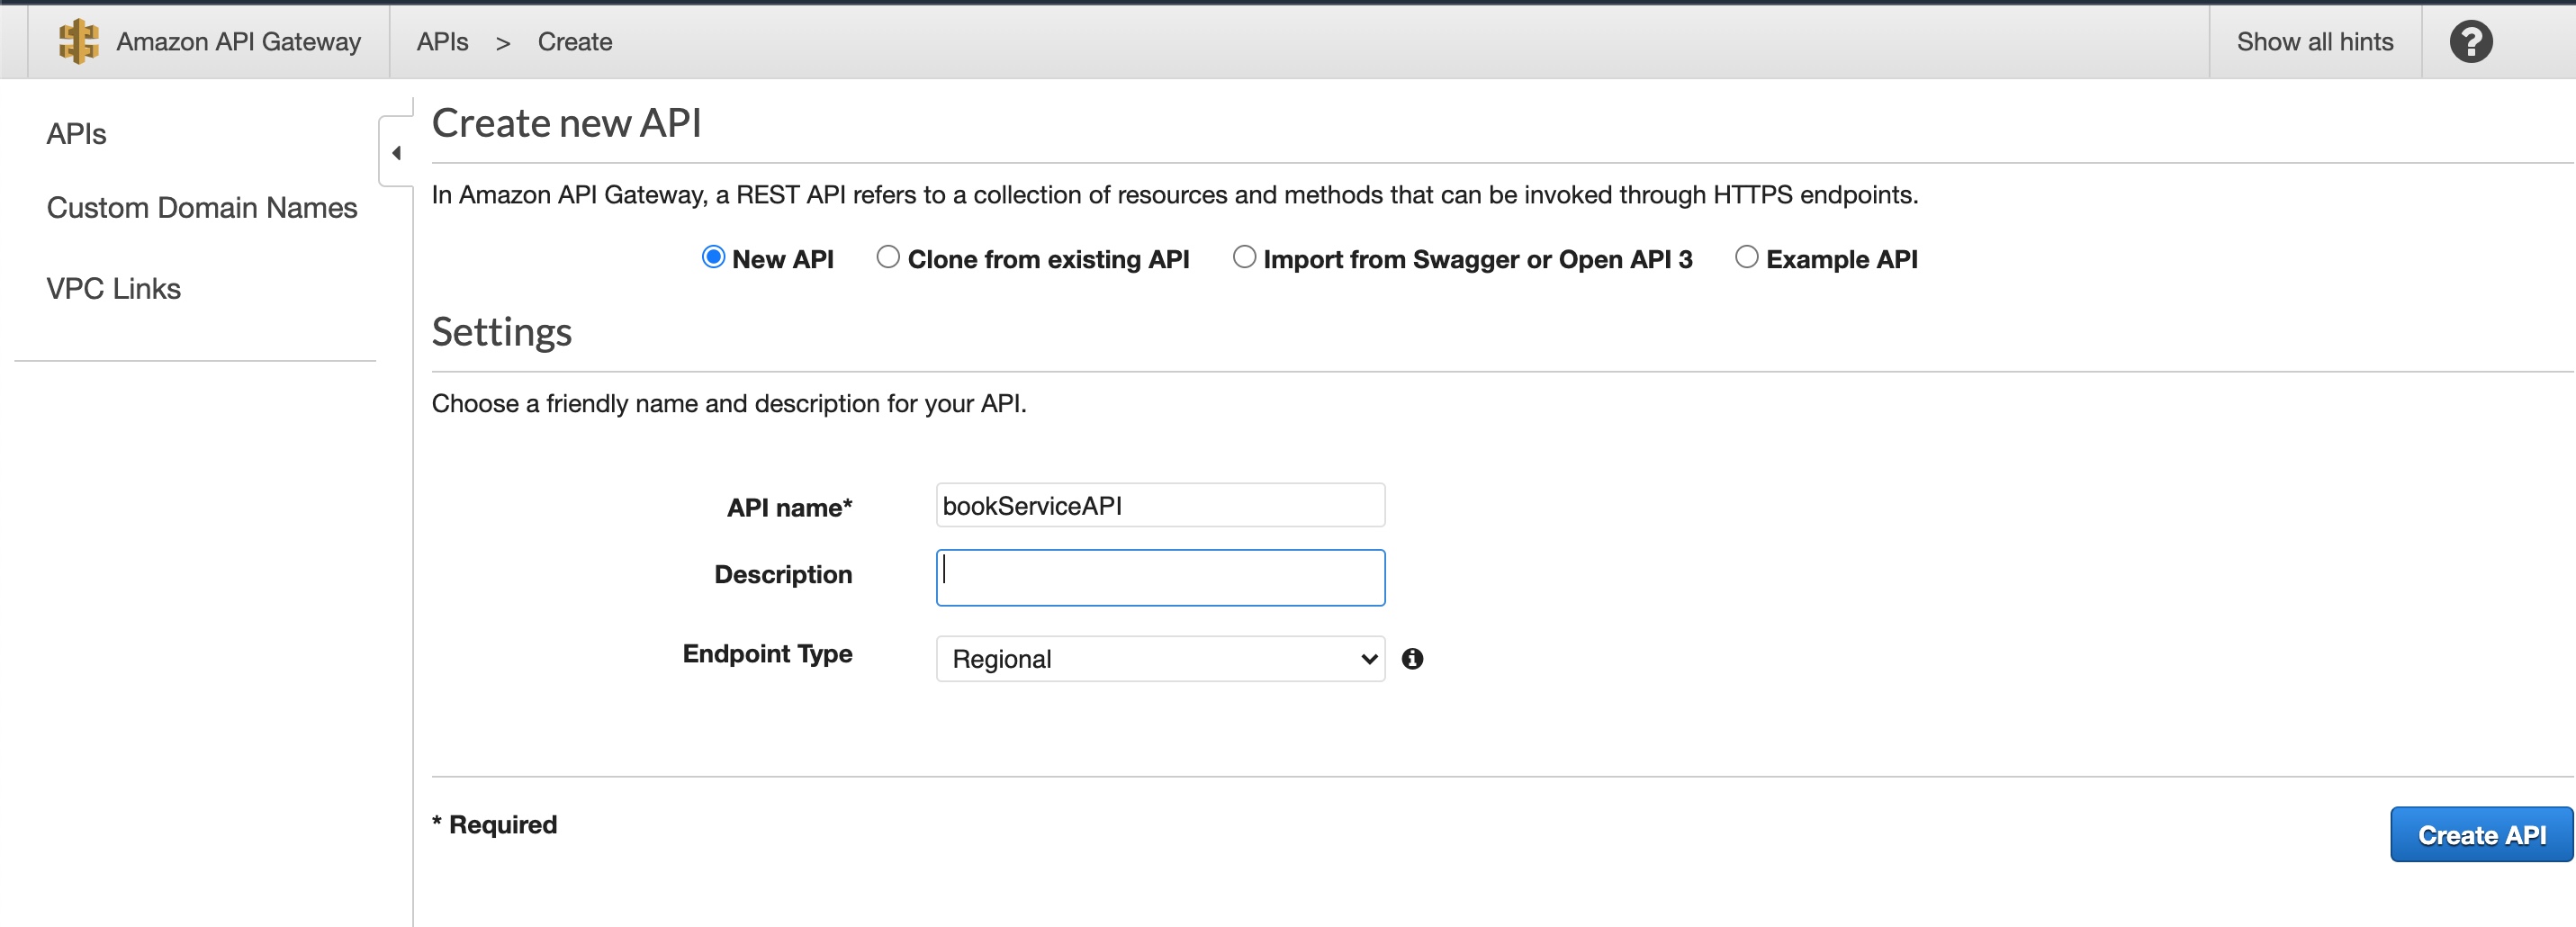 Amazon API Gateway APIs > Create Show all hints ?
APIs
Custom Domain Names
VPC Links
Create new API
In Amazon API Gateway, a REST API refers to a collection of resources and methods that can be invoked through HTTPS endpoints.
New API Clone from existing API Import from Swagger or Open API 3 Example API
Settings
Choose a friendly name and description for your API.
API name* bookServiceAPI
Description
Endpoint Type Regional
* Required
Create API